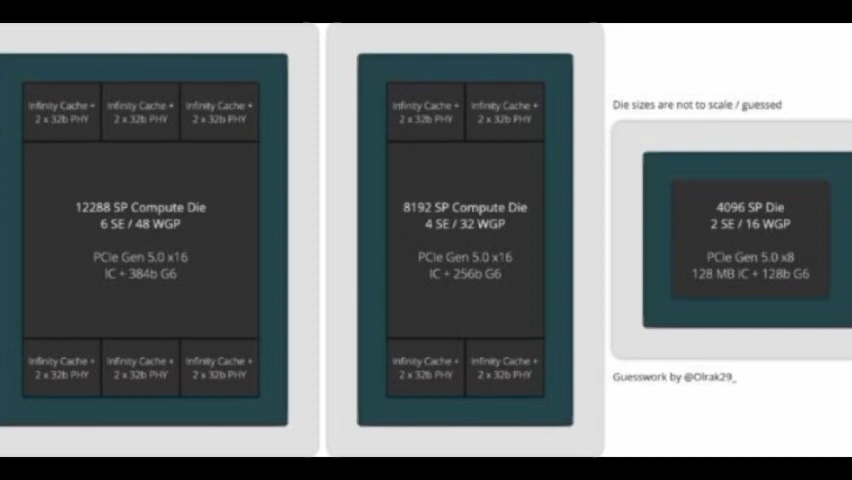 Infinity Cache +
2 x 32b PHY
Infinity Cache +
2 x 32b PHY
Infinity Cache +
2 x 32b PHY
12288 SP Compute Die
6 SE / 48 WGP
PCIe Gen 5.0 x16
IC + 384b G6
Infinity Cache +
2 x 32b PHY
Infinity Cache +
2 x 32b PHY
Infinity Cache +
2 x 32b PHY
Infinity Cache +
2 x 32b PHY
Infinity Cache +
2 x 32b PHY
8192 SP Compute Die
4 SE / 32 WGP
PCIe Gen 5.0 x16
IC + 256b G6
Infinity Cache +
2 x 32b PHY
Infinity Cache +
2 x 32b PHY
Die sizes are not to scale / guessed
4096 SP Die
2 SE / 16 WGP
PCIe Gen 5.0 x8
128 MB IC + 128b G6
Guesswork by @Olrak29_